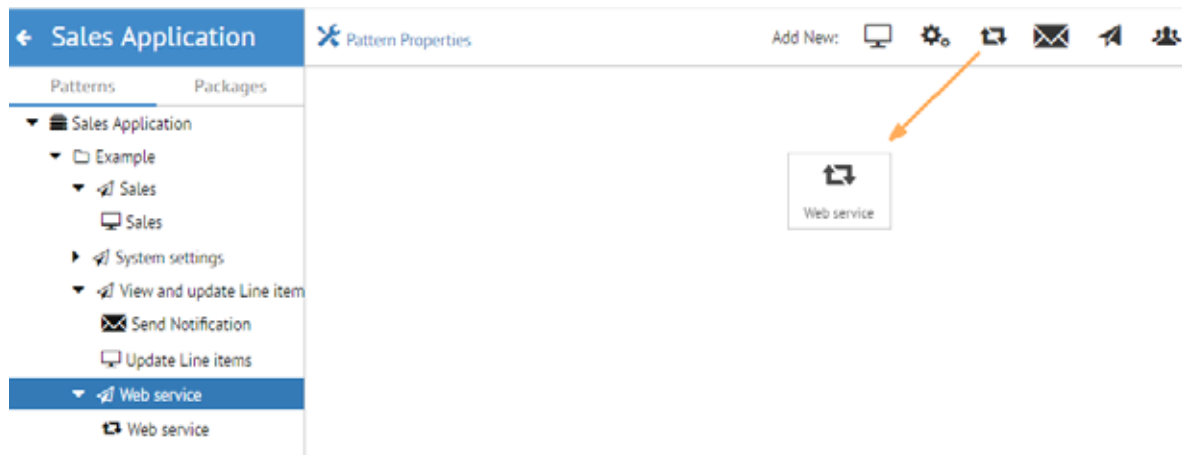 Sales Application
Pattern Properties
Add New:
Patterns Packages
Sales Application
Example
Sales
Sales
System settings
View and update Line item
Send Notification
Update Line items
Web service
Web service
Web service